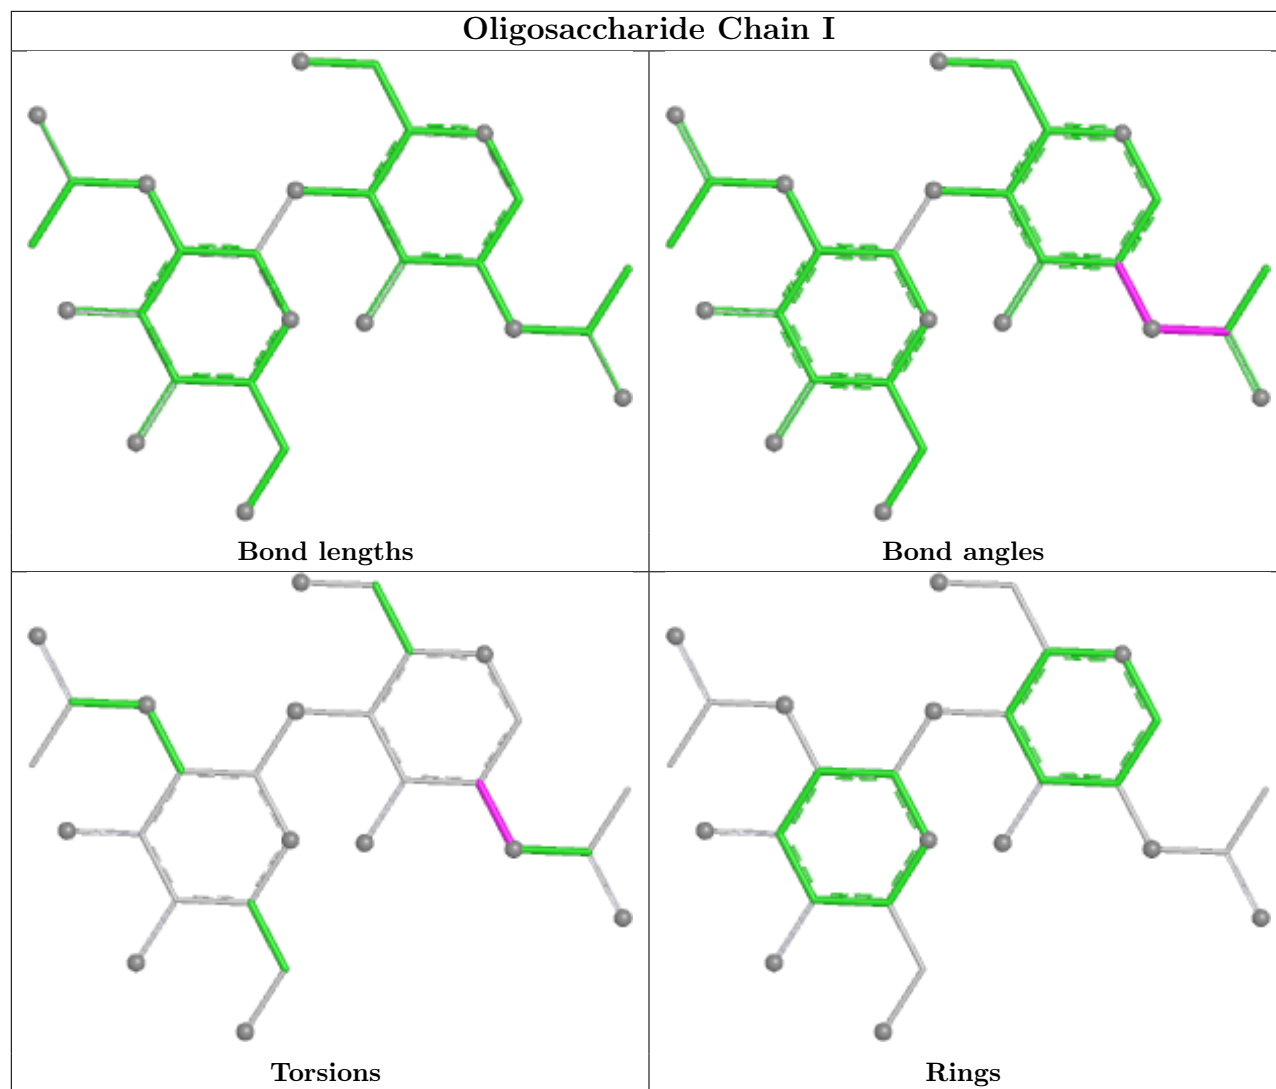 Oligosaccharide Chain I
Bond lengths
Bond angles
Torsions
Rings